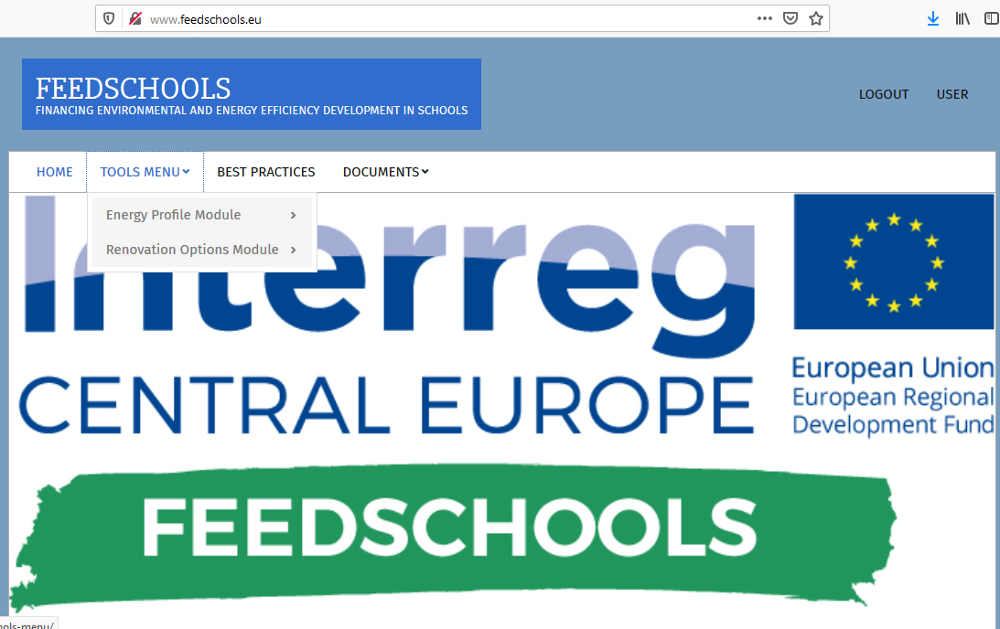 www.feedschools.eu
FEEDSCHOOLS
FINANCING ENVIRONMENTAL AND ENERGY EFFICIENCY DEVELOPMENT IN SCHOOLS
LOGOUT USER
HOME TOOLS MENU BEST PRACTICES DOCUMENTS
Energy Profile Module
Renovation Options Module
Interreg
CENTRAL EUROPE
European Union
European Regional
Development Fund
FEEDSCHOOLS
ols-menu/